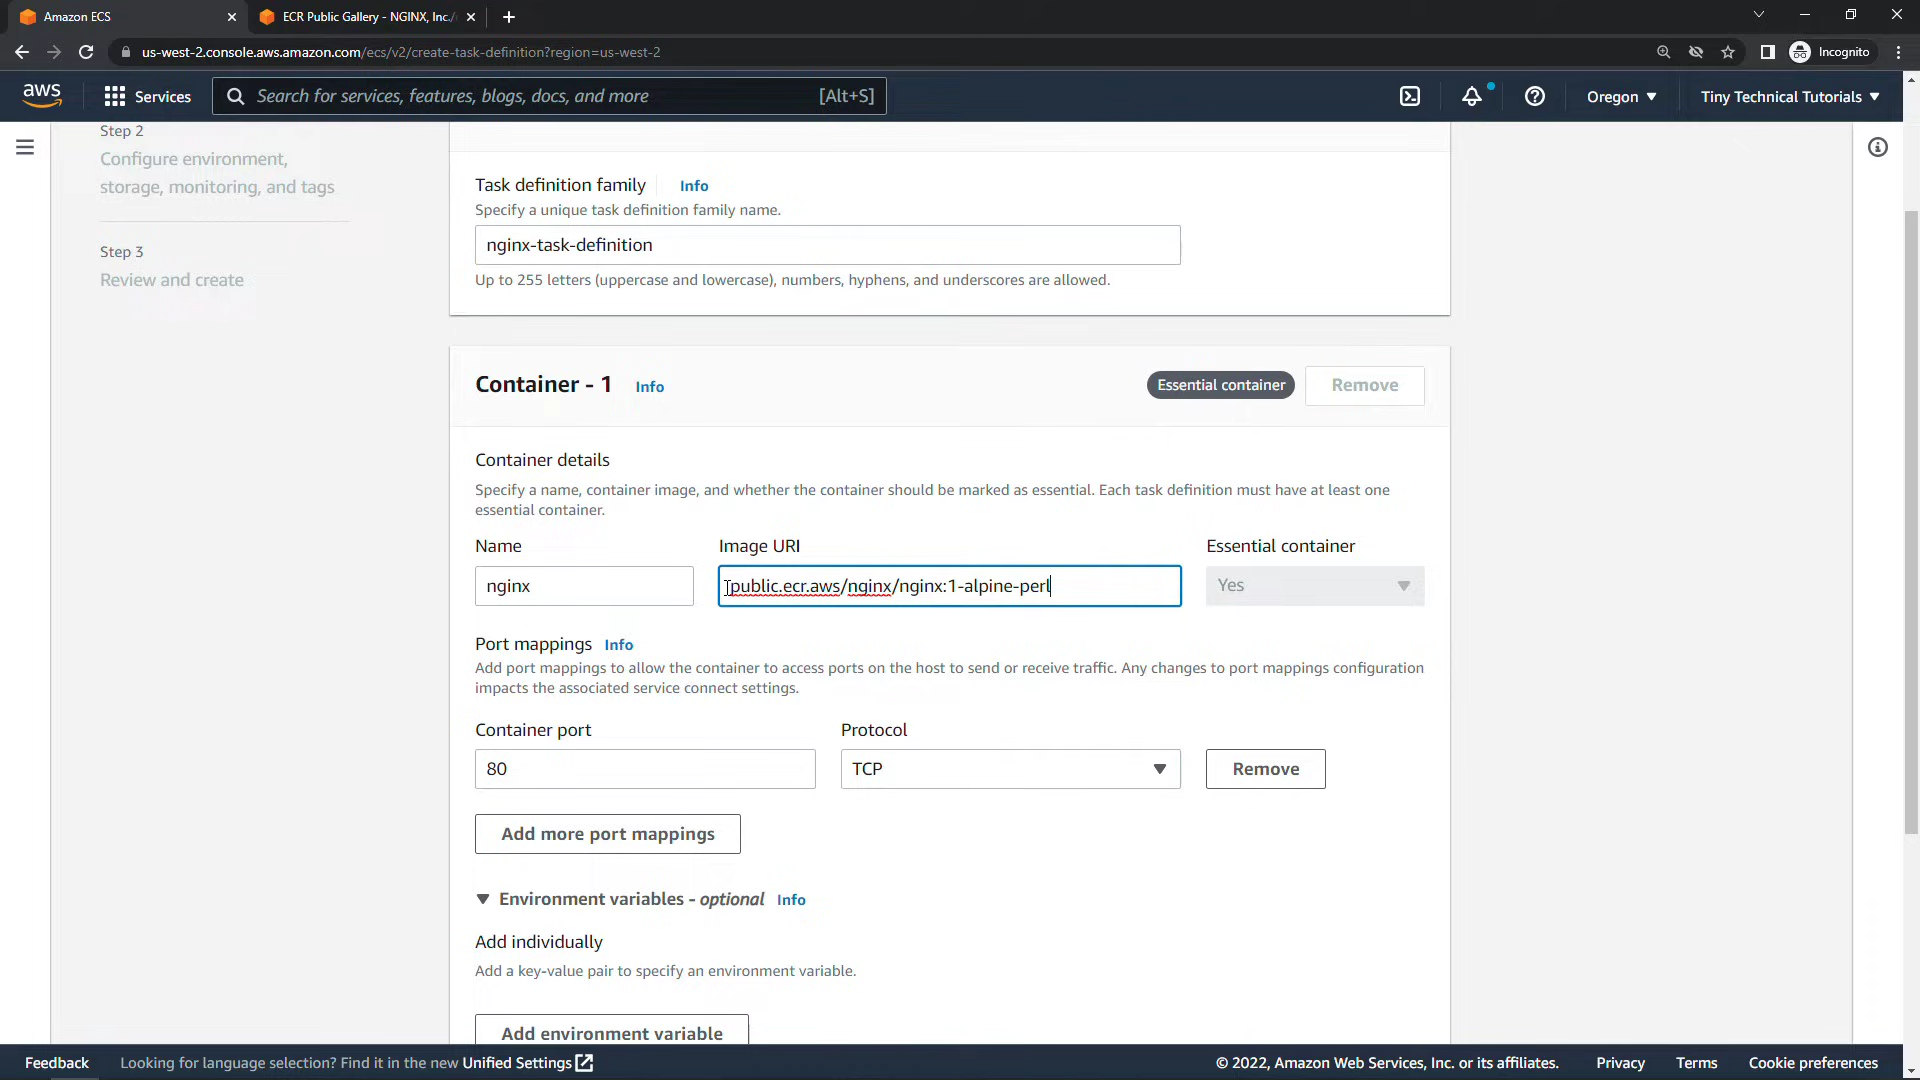 Amazon ECS
ECR Public Gallery - NGINX, Inc./
us-west-2.console.aws.amazon.com/ecs/v2/create-task-definition?region=us-west-2
Incognito
aws
Services
Search for services, features, blogs, docs, and more
[Alt+S]
Oregon
Tiny Technical Tutorials
Step 2
Configure environment,
storage, monitoring, and tags
Step 3
Review and create
Task definition family
Info
Specify a unique task definition family name.
nginx-task-definition
Up to 255 letters (uppercase and lowercase), numbers, hyphens, and underscores are allowed.
Container - 1
Info
Essential container
Remove
Container details
Specify a name, container image, and whether the container should be marked as essential. Each task definition must have at least one
essential container.
Name
Image URI
Essential container
nginx
public.ecr.aws/nginx/nginx:1-alpine-perl
Yes
Port mappings
Info
Add port mappings to allow the container to access ports on the host to send or receive traffic. Any changes to port mappings configuration
impacts the associated service connect settings.
Container port
Protocol
80
TCP
Remove
Add more port mappings
Environment variables - optional
Info
Add individually
Add a key-value pair to specify an environment variable.
Add environment variable
Feedback
Looking for language selection? Find it in the new Unified Settings
© 2022, Amazon Web Services, Inc. or its affiliates.
Privacy
Terms
Cookie preferences